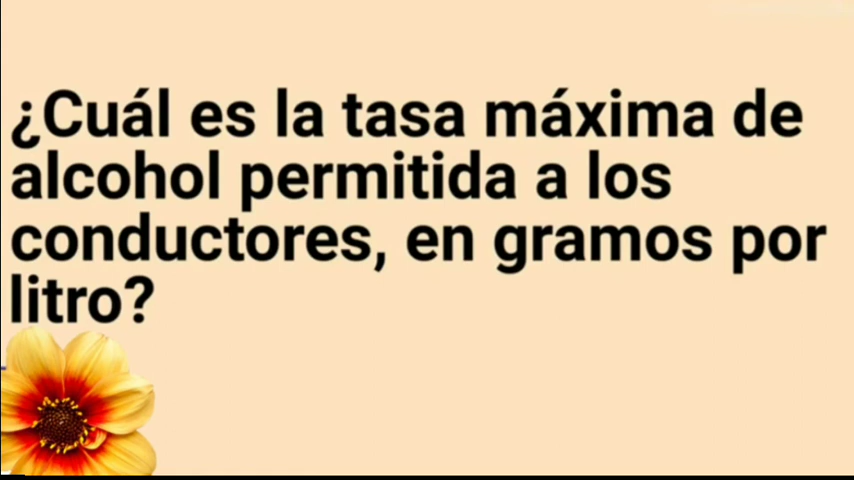 ¿Cuál es la tasa máxima de
alcohol permitida a los
conductores, en gramos por
litro?